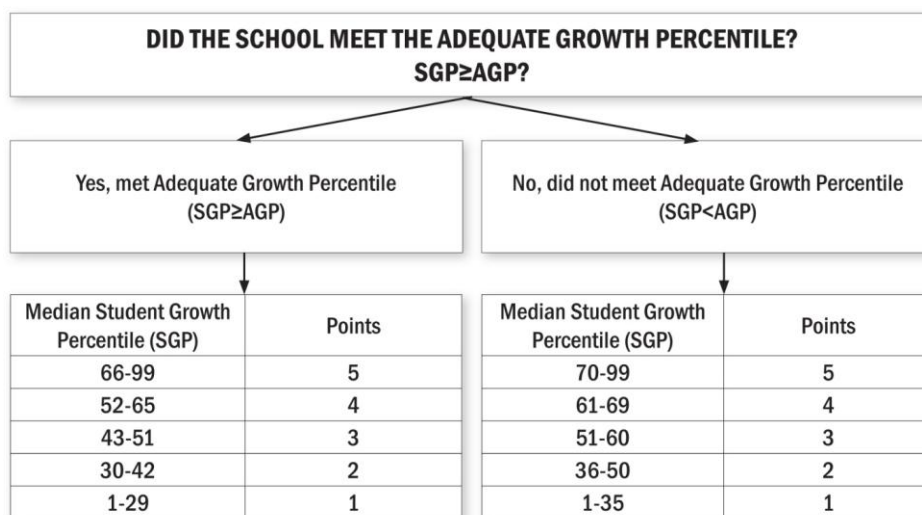 DID THE SCHOOL MEET THE ADEQUATE GROWTH PERCENTILE?
SGP≥AGP?
Yes, met Adequate Growth Percentile
(SGP≥AGP)
No, did not meet Adequate Growth Percentile
(SGP<AGP)
Median Student Growth
Percentile (SGP)
Points
66-99 5
52-65 4
43-51 3
30-42 2
1-29 1
Median Student Growth
Percentile (SGP)
Points
70-99 5
61-69 4
51-60 3
36-50 2
1-35 1